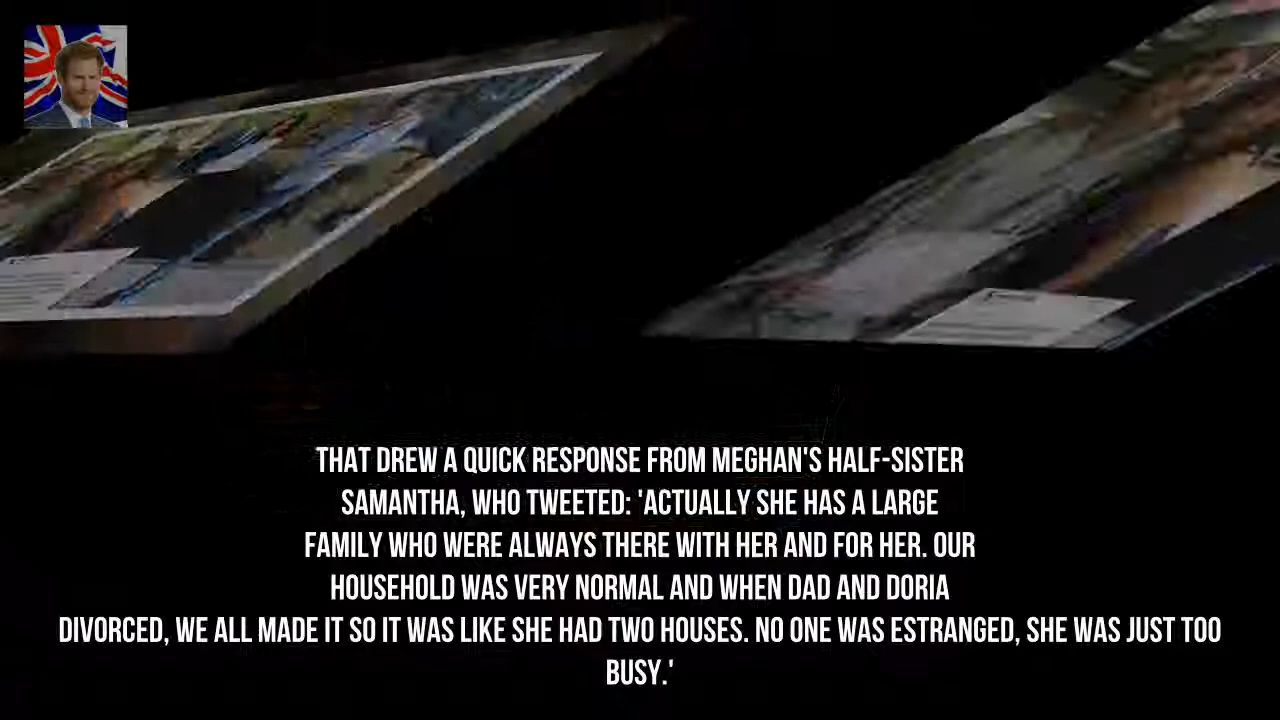 THAT DREW A QUICK RESPONSE FROM MEGHAN'S HALF-SISTER
SAMANTHA, WHO TWEETED: 'ACTUALLY SHE HAS A LARGE
FAMILY WHO WERE ALWAYS THERE WITH HER AND FOR HER. OUR
HOUSEHOLD WAS VERY NORMAL AND WHEN DAD AND DORIA
DIVORCED, WE ALL MADE IT SO IT WAS LIKE SHE HAD TWO HOUSES. NO ONE WAS ESTRANGED, SHE WAS JUST TOO
BUSY.'